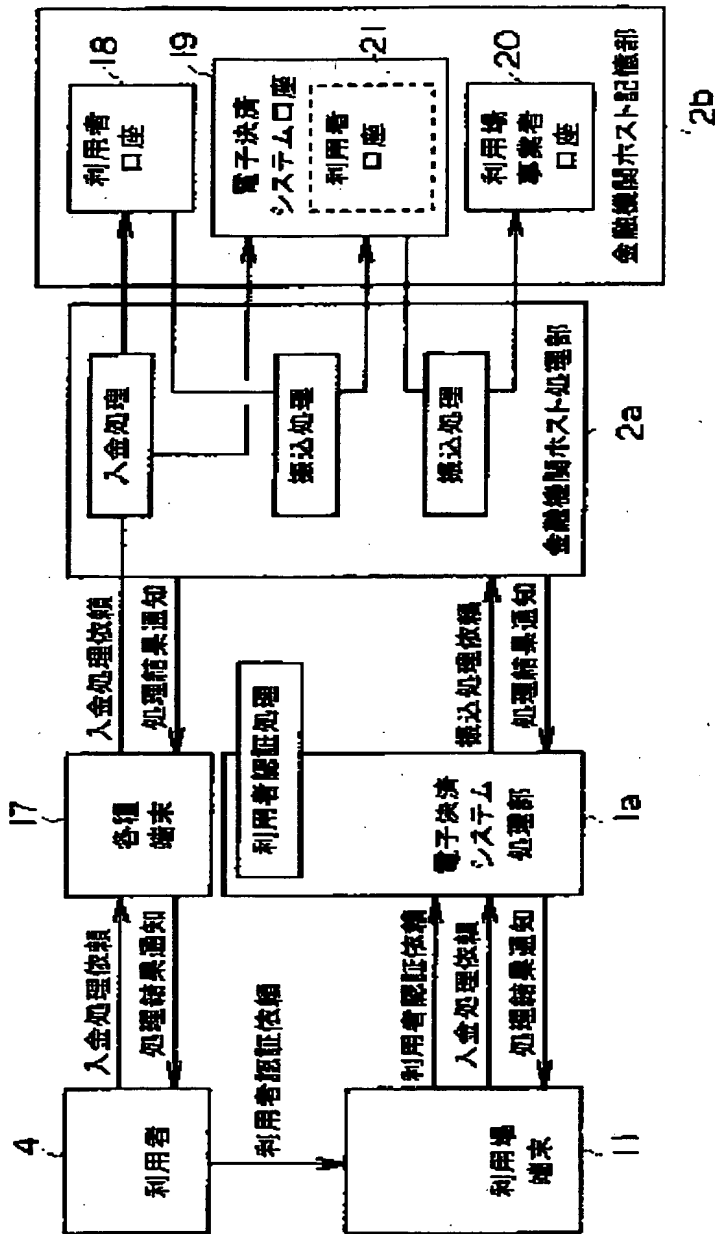 4
利用者
入金処理依頼
処理結果通知
利用者認証依頼
利用場
端末
11
17
各種
端末
利用者認証依頼
入金処理依頼
処理結果通知
利用者認証処理
電子決済
システム
処理部
1a
入金処理依頼
処理結果通知
振込処理依頼
処理結果通知
入金処理
振込処理
振込処理
金融機関ホスト処理部
2a
18
利用者
口座
19
電子決済
システム口座
21
利用者
口座
20
利用場
事業者
口座
金融機関ホスト記憶部
2b